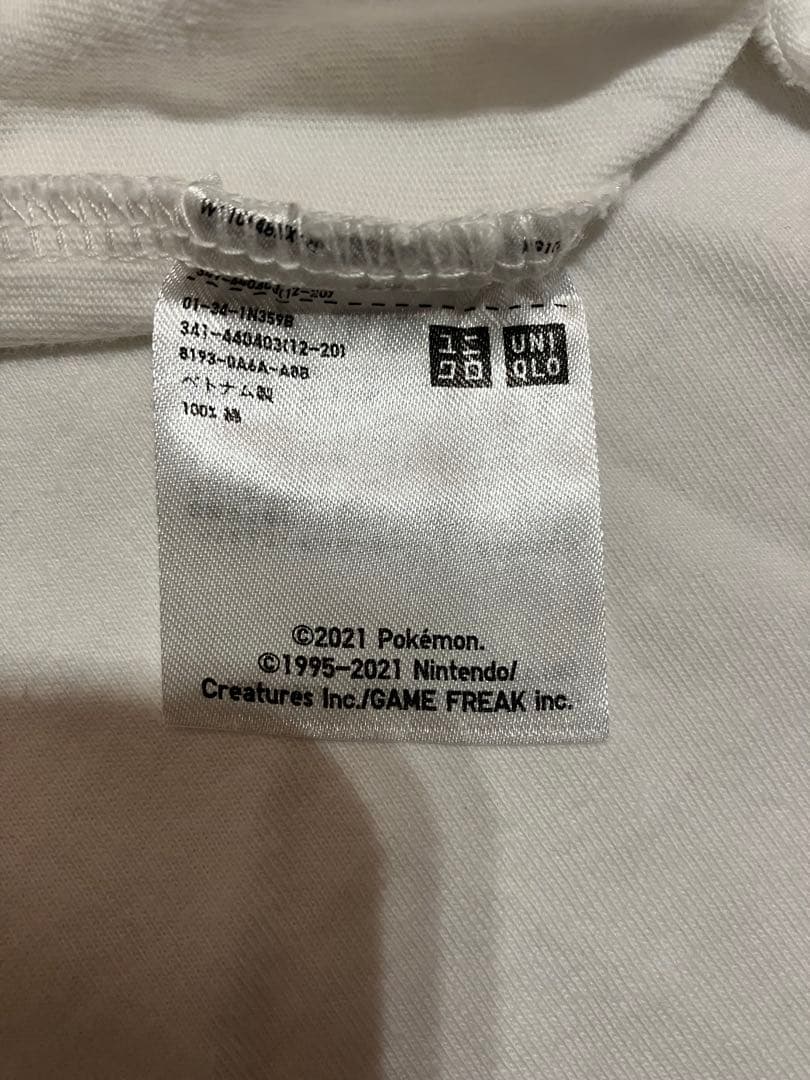 01-34-1N359B
341-440403(12-20)
8193-0A6A-A8B
ベトナム製
100% 綿
ユニ
クロ
UNI
QLO
©2021 Pokémon.
©1995-2021 Nintendo/
Creatures Inc./GAME FREAK inc.